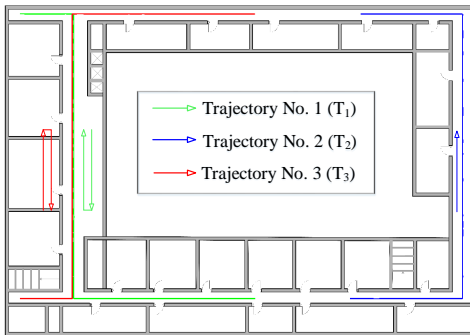 Trajectory No. 1 (T₁)
Trajectory No. 2 (T₂)
Trajectory No. 3 (T₃)